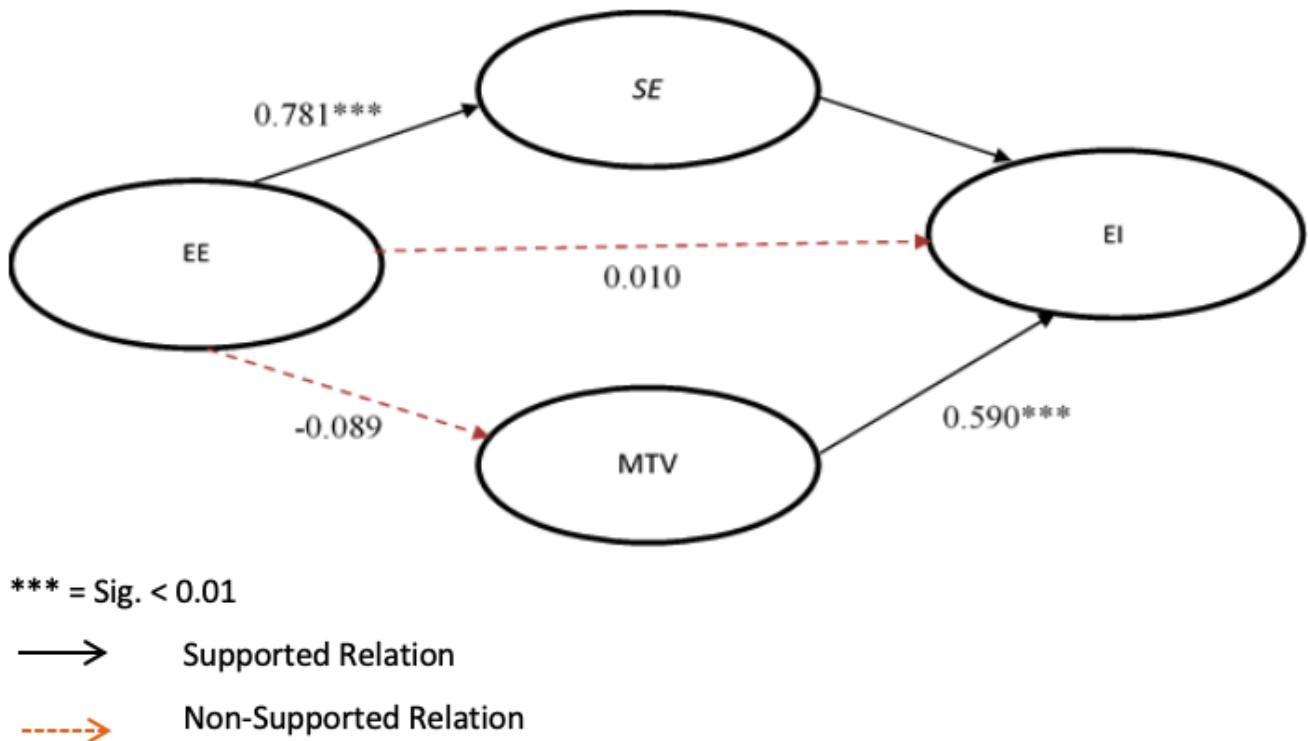 SE
0.781***
EE
EI
0.010
-0.089
MTV
0.590***
*** = Sig. < 0.01
Supported Relation
Non-Supported Relation